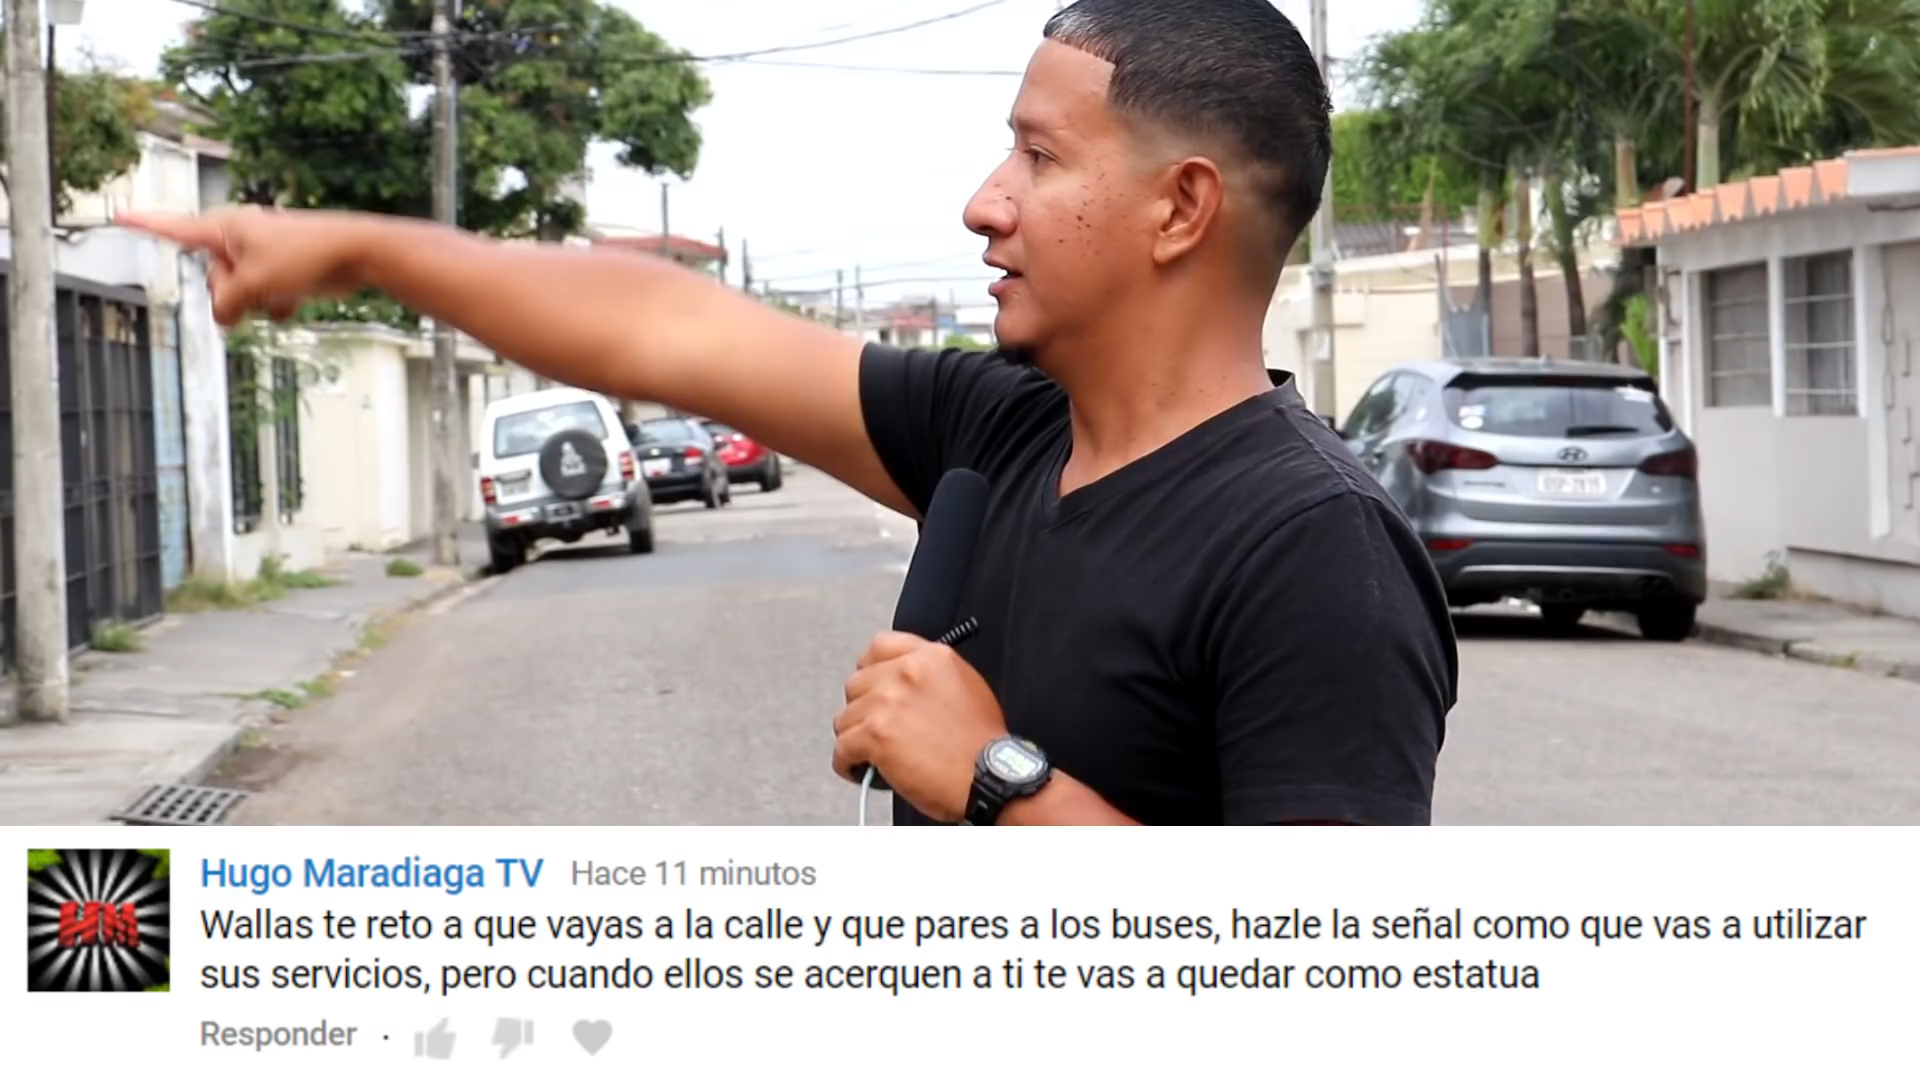 HM
Hugo Maradiaga TV Hace 11 minutos
Wallas te reto a que vayas a la calle y que pares a los buses, hazle la señal como que vas a utilizar
sus servicios, pero cuando ellos se acerquen a ti te vas a quedar como estatua
Responder ·